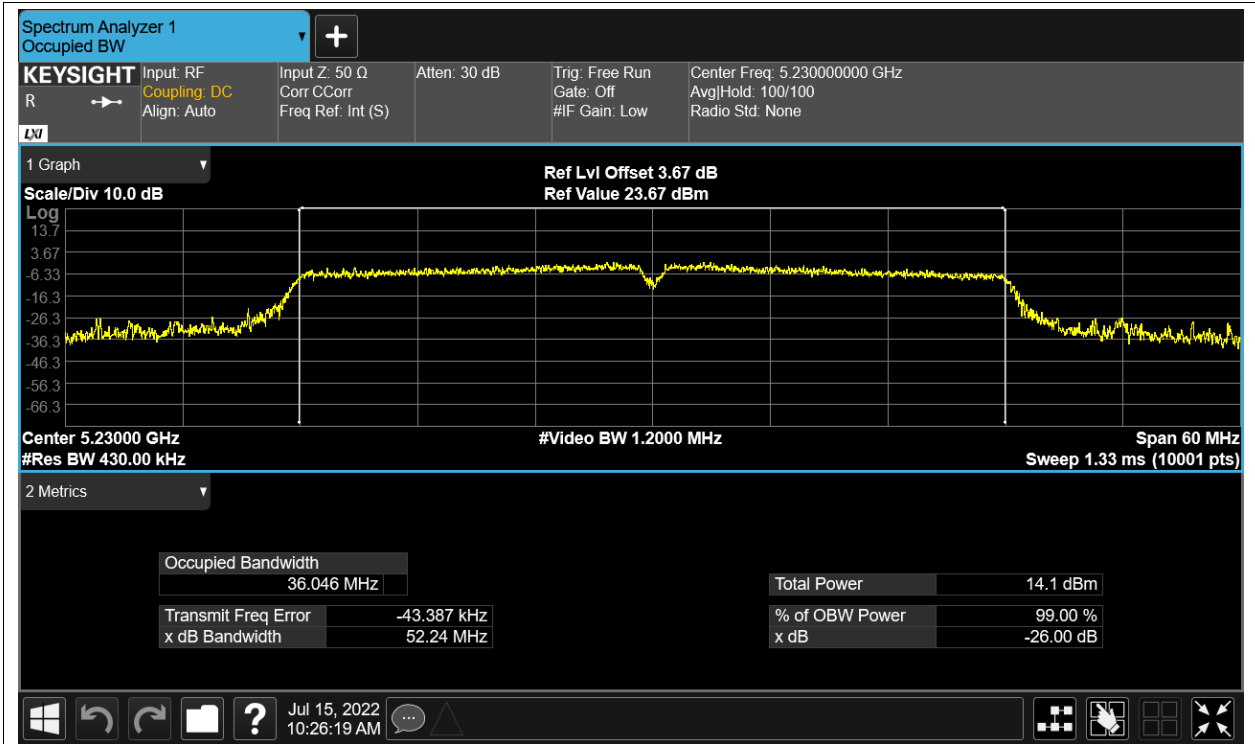 Spectrum Analyzer 1
Occupied BW
KEYSIGHT
R
LXI
Input: RF
Coupling: DC
Align: Auto
Input Z: 50 Ω
Corr CCorr
Freq Ref: Int (S)
Atten: 30 dB
Trig: Free Run
Gate: Off
#IF Gain: Low
Center Freq: 5.230000000 GHz
Avg|Hold: 100/100
Radio Std: None
1 Graph
Scale/Div 10.0 dB
Ref Lvl Offset 3.67 dB
Ref Value 23.67 dBm
Log
13.7
3.67
-6.33
-16.3
-26.3
-36.3
-46.3
-56.3
-66.3
Center 5.23000 GHz
#Video BW 1.2000 MHz
Span 60 MHz
#Res BW 430.00 kHz
Sweep 1.33 ms (10001 pts)
2 Metrics
Occupied Bandwidth
36.046 MHz
Transmit Freq Error -43.387 kHz
x dB Bandwidth 52.24 MHz
Total Power 14.1 dBm
% of OBW Power 99.00 %
x dB -26.00 dB
?
Jul 15, 2022
10:26:19 AM